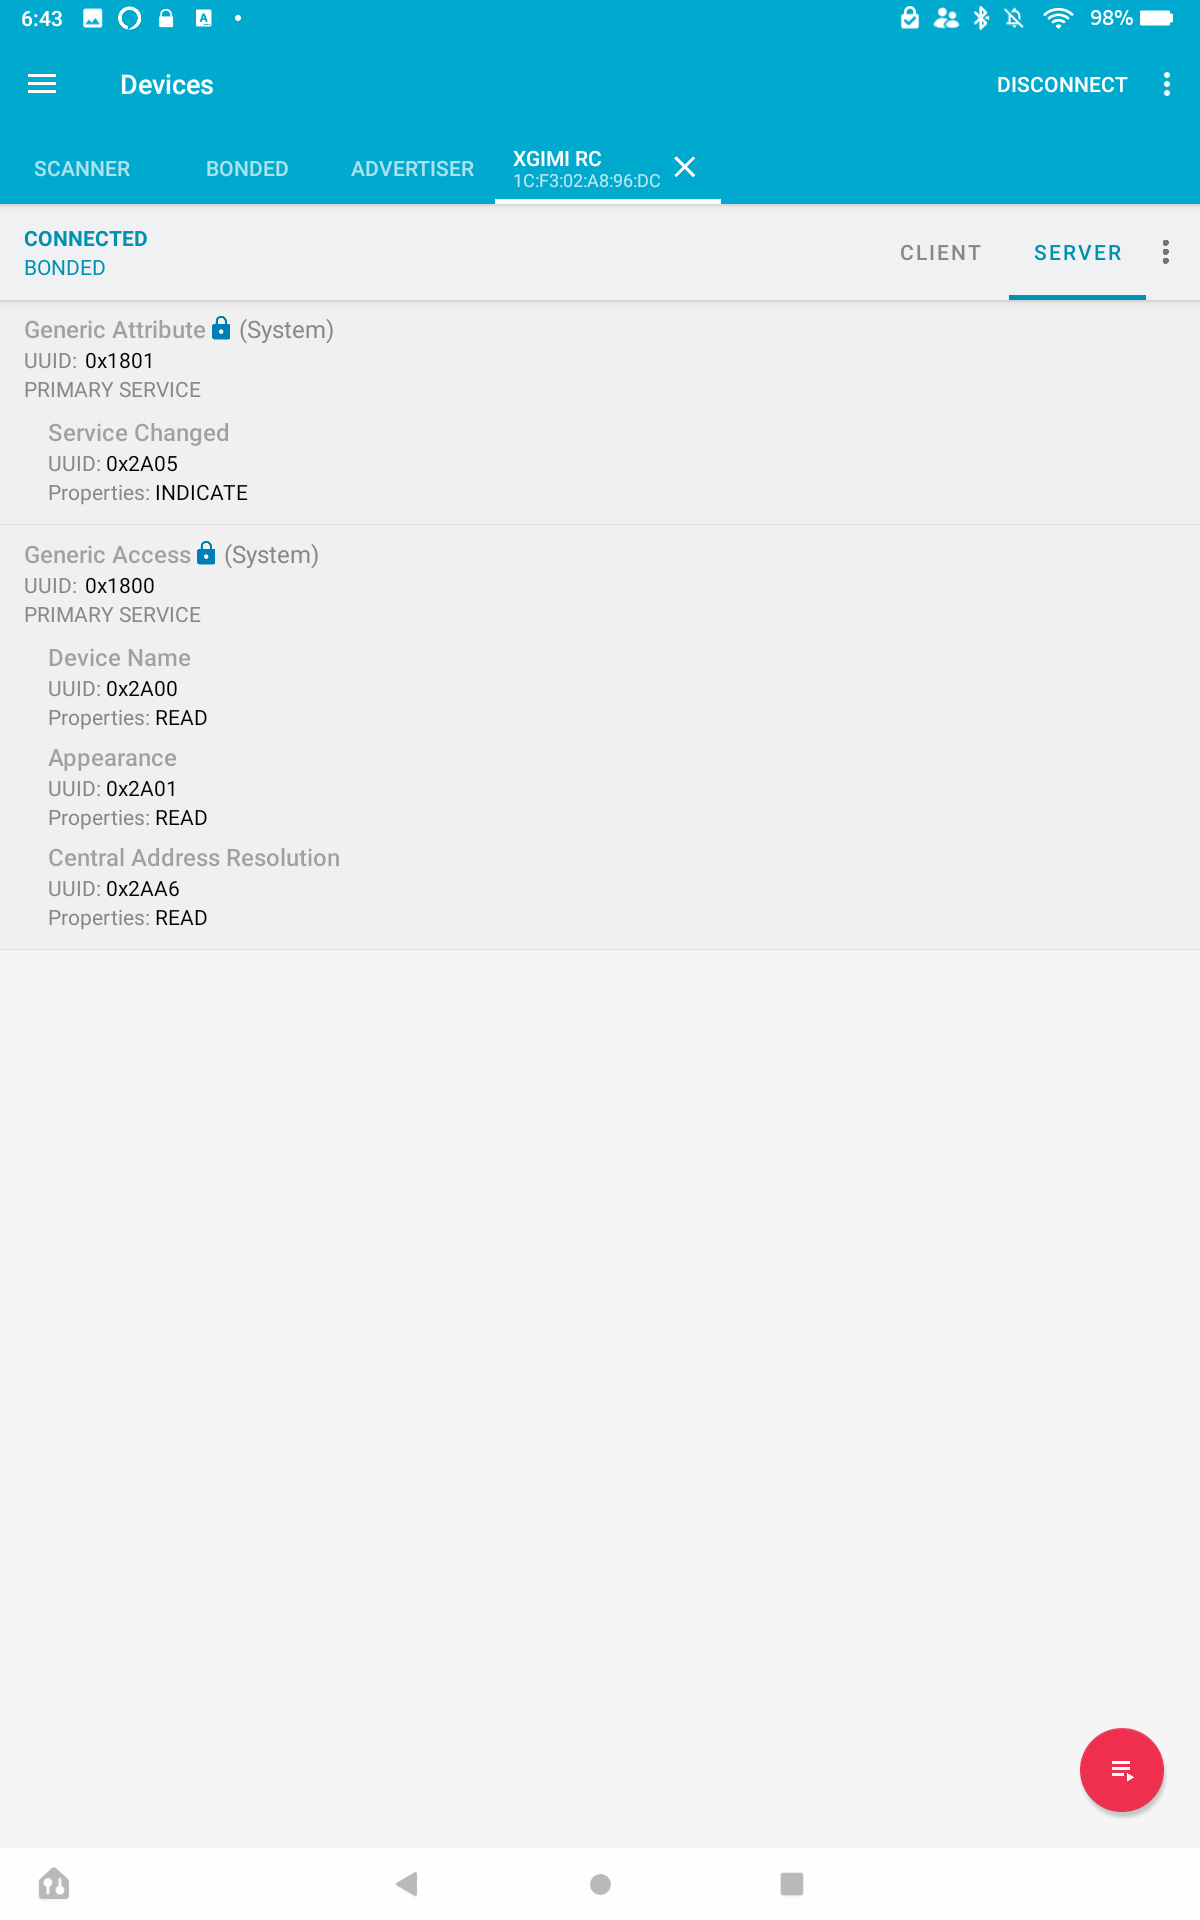 6:43
98%
Devices
DISCONNECT
SCANNER
BONDED
ADVERTISER
XGIMI RC
1C:F3:02:A8:96:DC
CONNECTED
BONDED
CLIENT
SERVER
Generic Attribute (System)
UUID: 0x1801
PRIMARY SERVICE
Service Changed
UUID: 0x2A05
Properties: INDICATE
Generic Access (System)
UUID: 0x1800
PRIMARY SERVICE
Device Name
UUID: 0x2A00
Properties: READ
Appearance
UUID: 0x2A01
Properties: READ
Central Address Resolution
UUID: 0x2AA6
Properties: READ